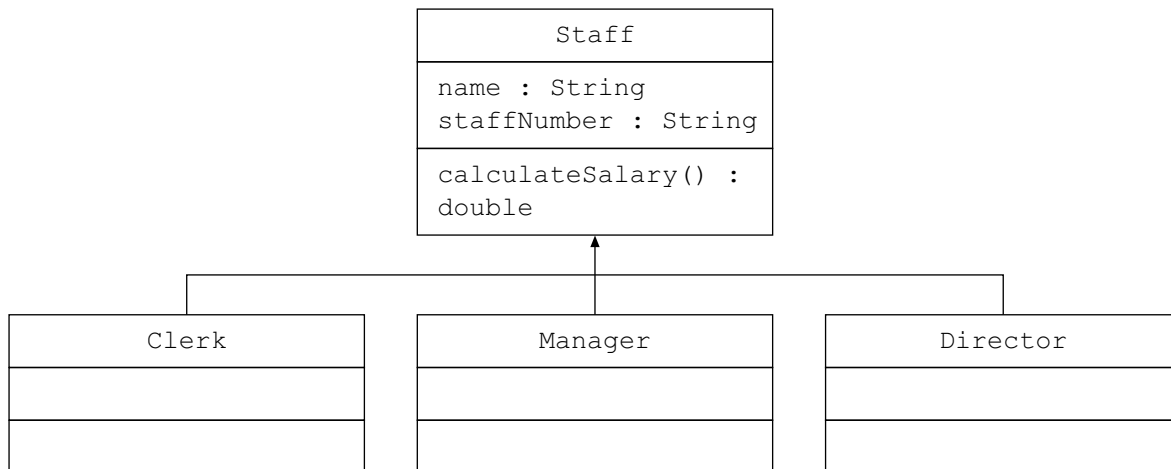 Staff
name : String
staffNumber : String
calculateSalary() :
double
Clerk
Manager
Director